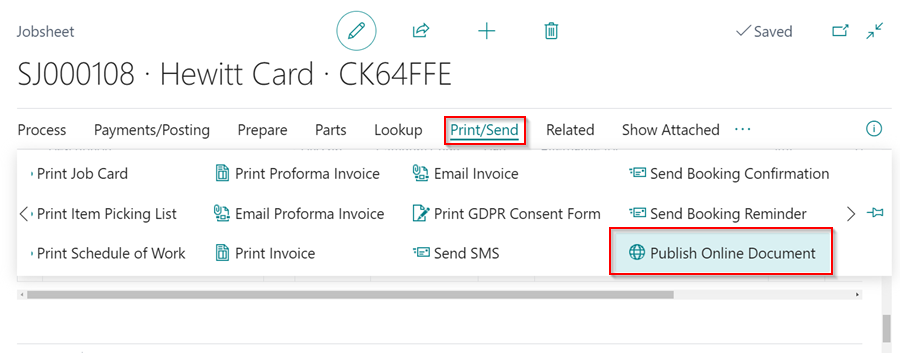 Jobsheet
Saved
SJ000108 · Hewitt Card · CK64FFE
Process Payments/Posting Prepare Parts Lookup Print/Send Related Show Attached ···
Print Job Card Print Proforma Invoice Email Invoice Send Booking Confirmation
Print Item Picking List Email Proforma Invoice Print GDPR Consent Form Send Booking Reminder
Print Schedule of Work Print Invoice Send SMS Publish Online Document